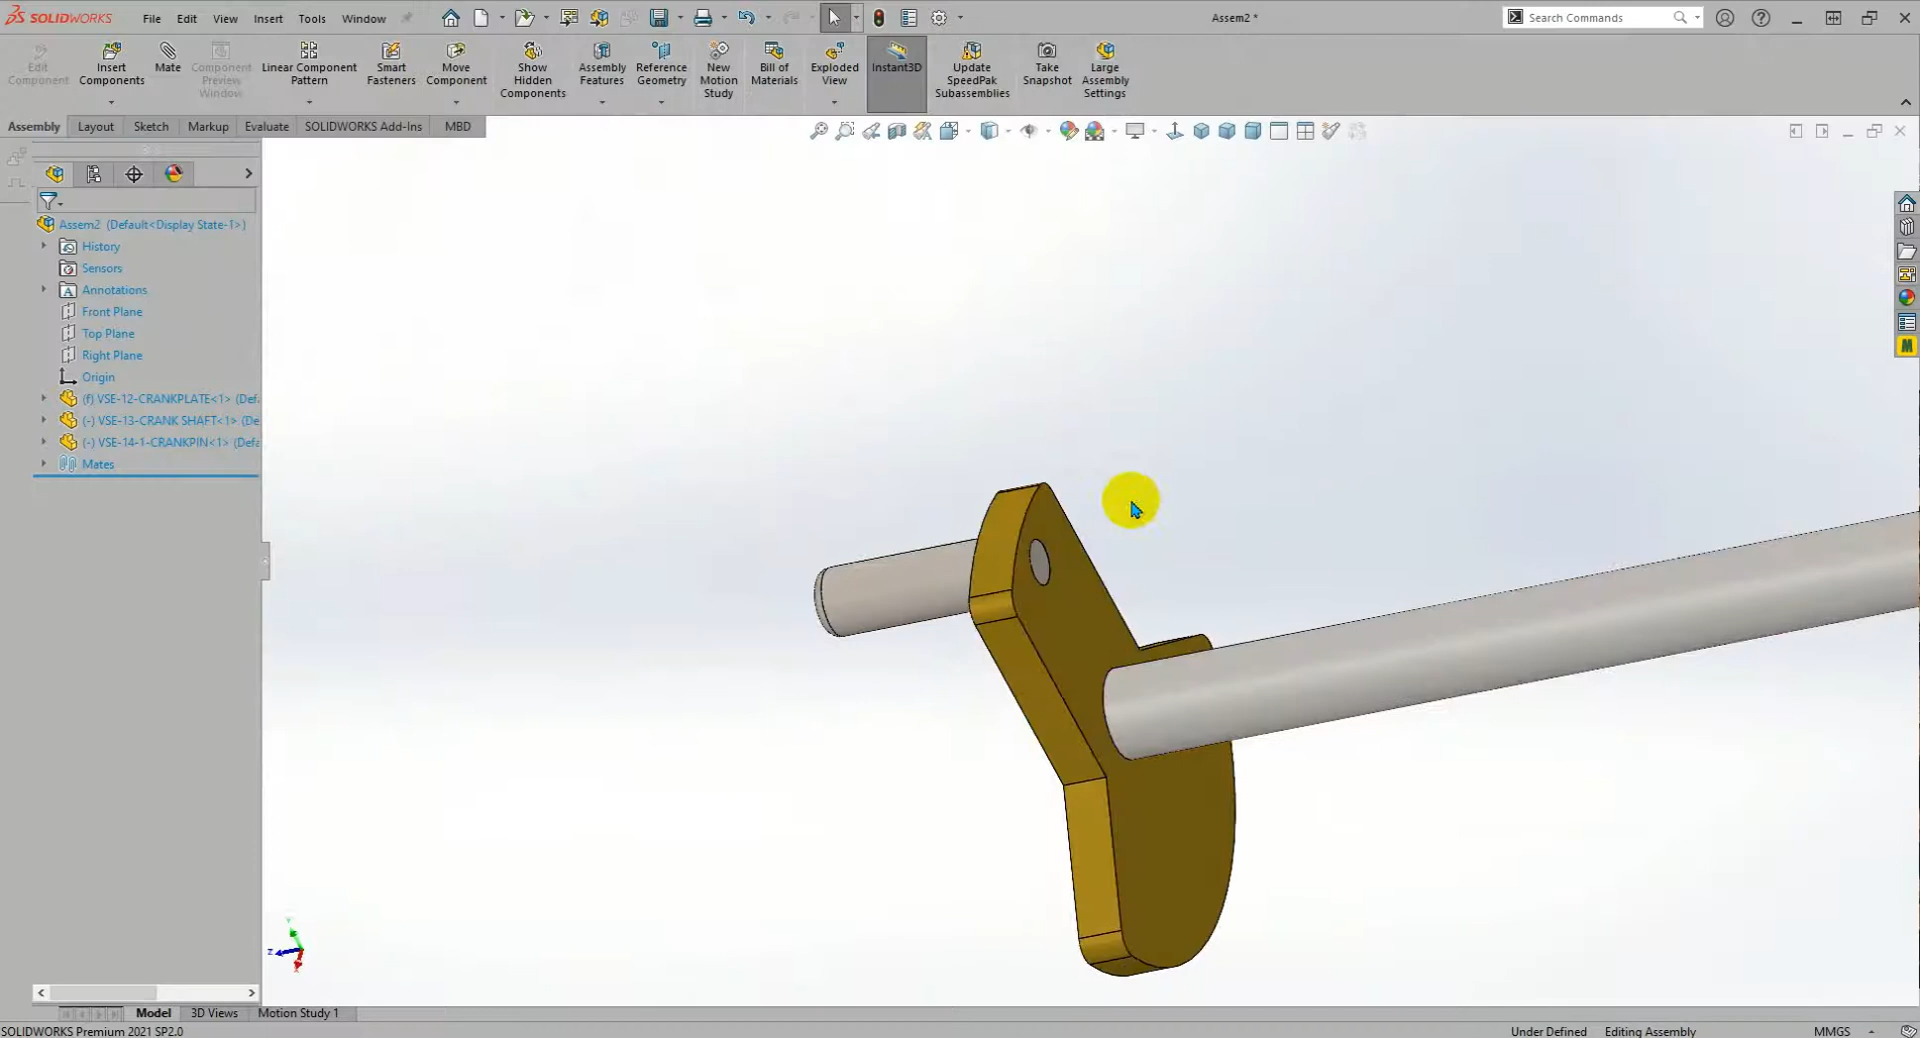 SOLIDWORKS File Edit View Insert Tools Window Assem2 * Search Commands
Edit Component
Insert Components
Mate
Component Preview Window
Linear Component Pattern
Smart Fasteners
Move Component
Show Hidden Components
Assembly Features
Reference Geometry
New Motion Study
Bill of Materials
Exploded View
Instant3D
Update SpeedPak Subassemblies
Take Snapshot
Large Assembly Settings
Assembly Layout Sketch Markup Evaluate SOLIDWORKS Add-Ins MBD
Assem2 (Default<Display State-1>)
History
Sensors
Annotations
Front Plane
Top Plane
Right Plane
Origin
(f) VSE-12-CRANKPLATE<1> (Def
(-) VSE-13-CRANK SHAFT<1> (De
(-) VSE-14-1-CRANKPIN<1> (Defa
Mates
Y
Z
Model 3D Views Motion Study 1
SOLIDWORKS Premium 2021 SP2.0 Under Defined Editing Assembly MMGS